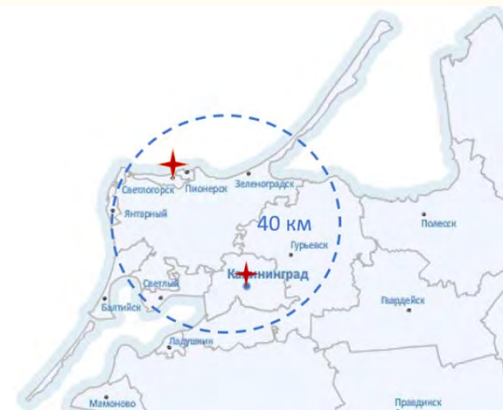 Светлогорск
Пионерск
Зеленоградск
Янтарный
40 км
Полесск
Гурьевск
Калининград
Светлый
Балтийск
Гвардейск
Ладушкин
Мамоново
Правдинск